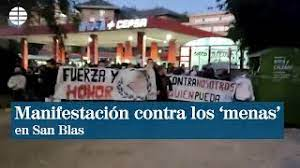 CEPSA
FUERZA Y
HONOR
CONTRA NOSOTROS
QUIEN PUEDA
Manifestación contra los ‘menas’
en San Blas